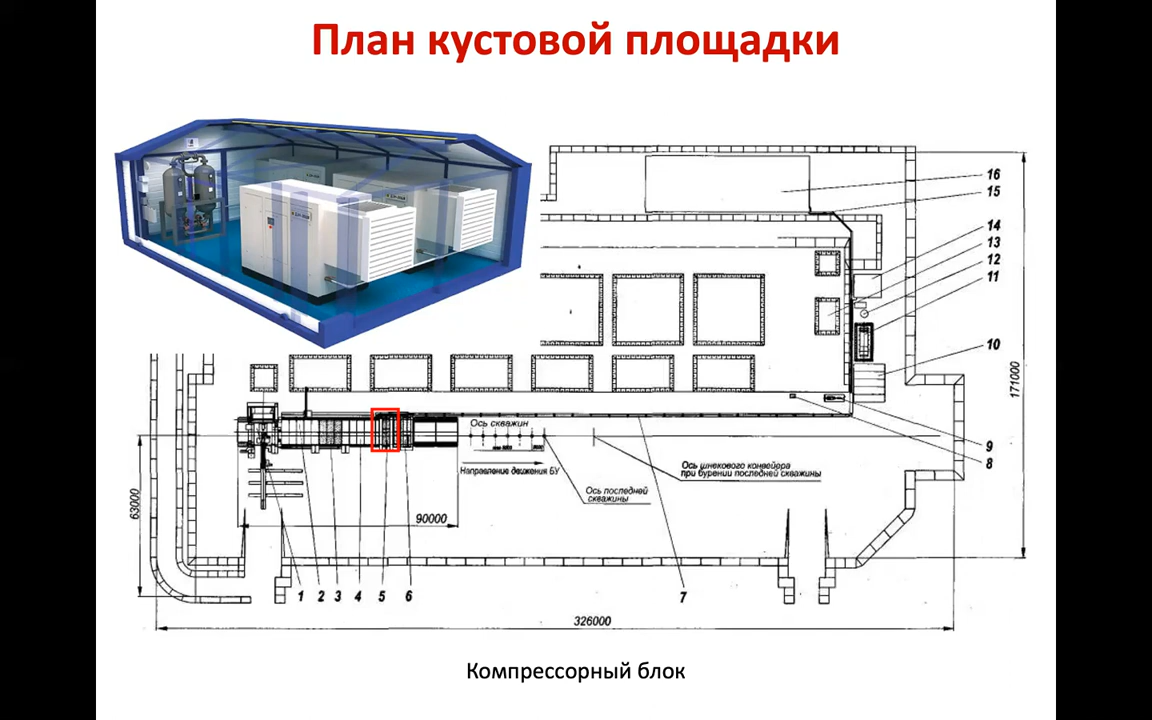 План кустовой площадки
16
15
14
13
12
11
10
9
8
171000
63000
Ось скважин
Направление движения БУ
Ось последней
скважины
Ось шнекового конвейера
при бурении последней скважины
90000
1 2 3 4 5 6 7
326000
Компрессорный блок